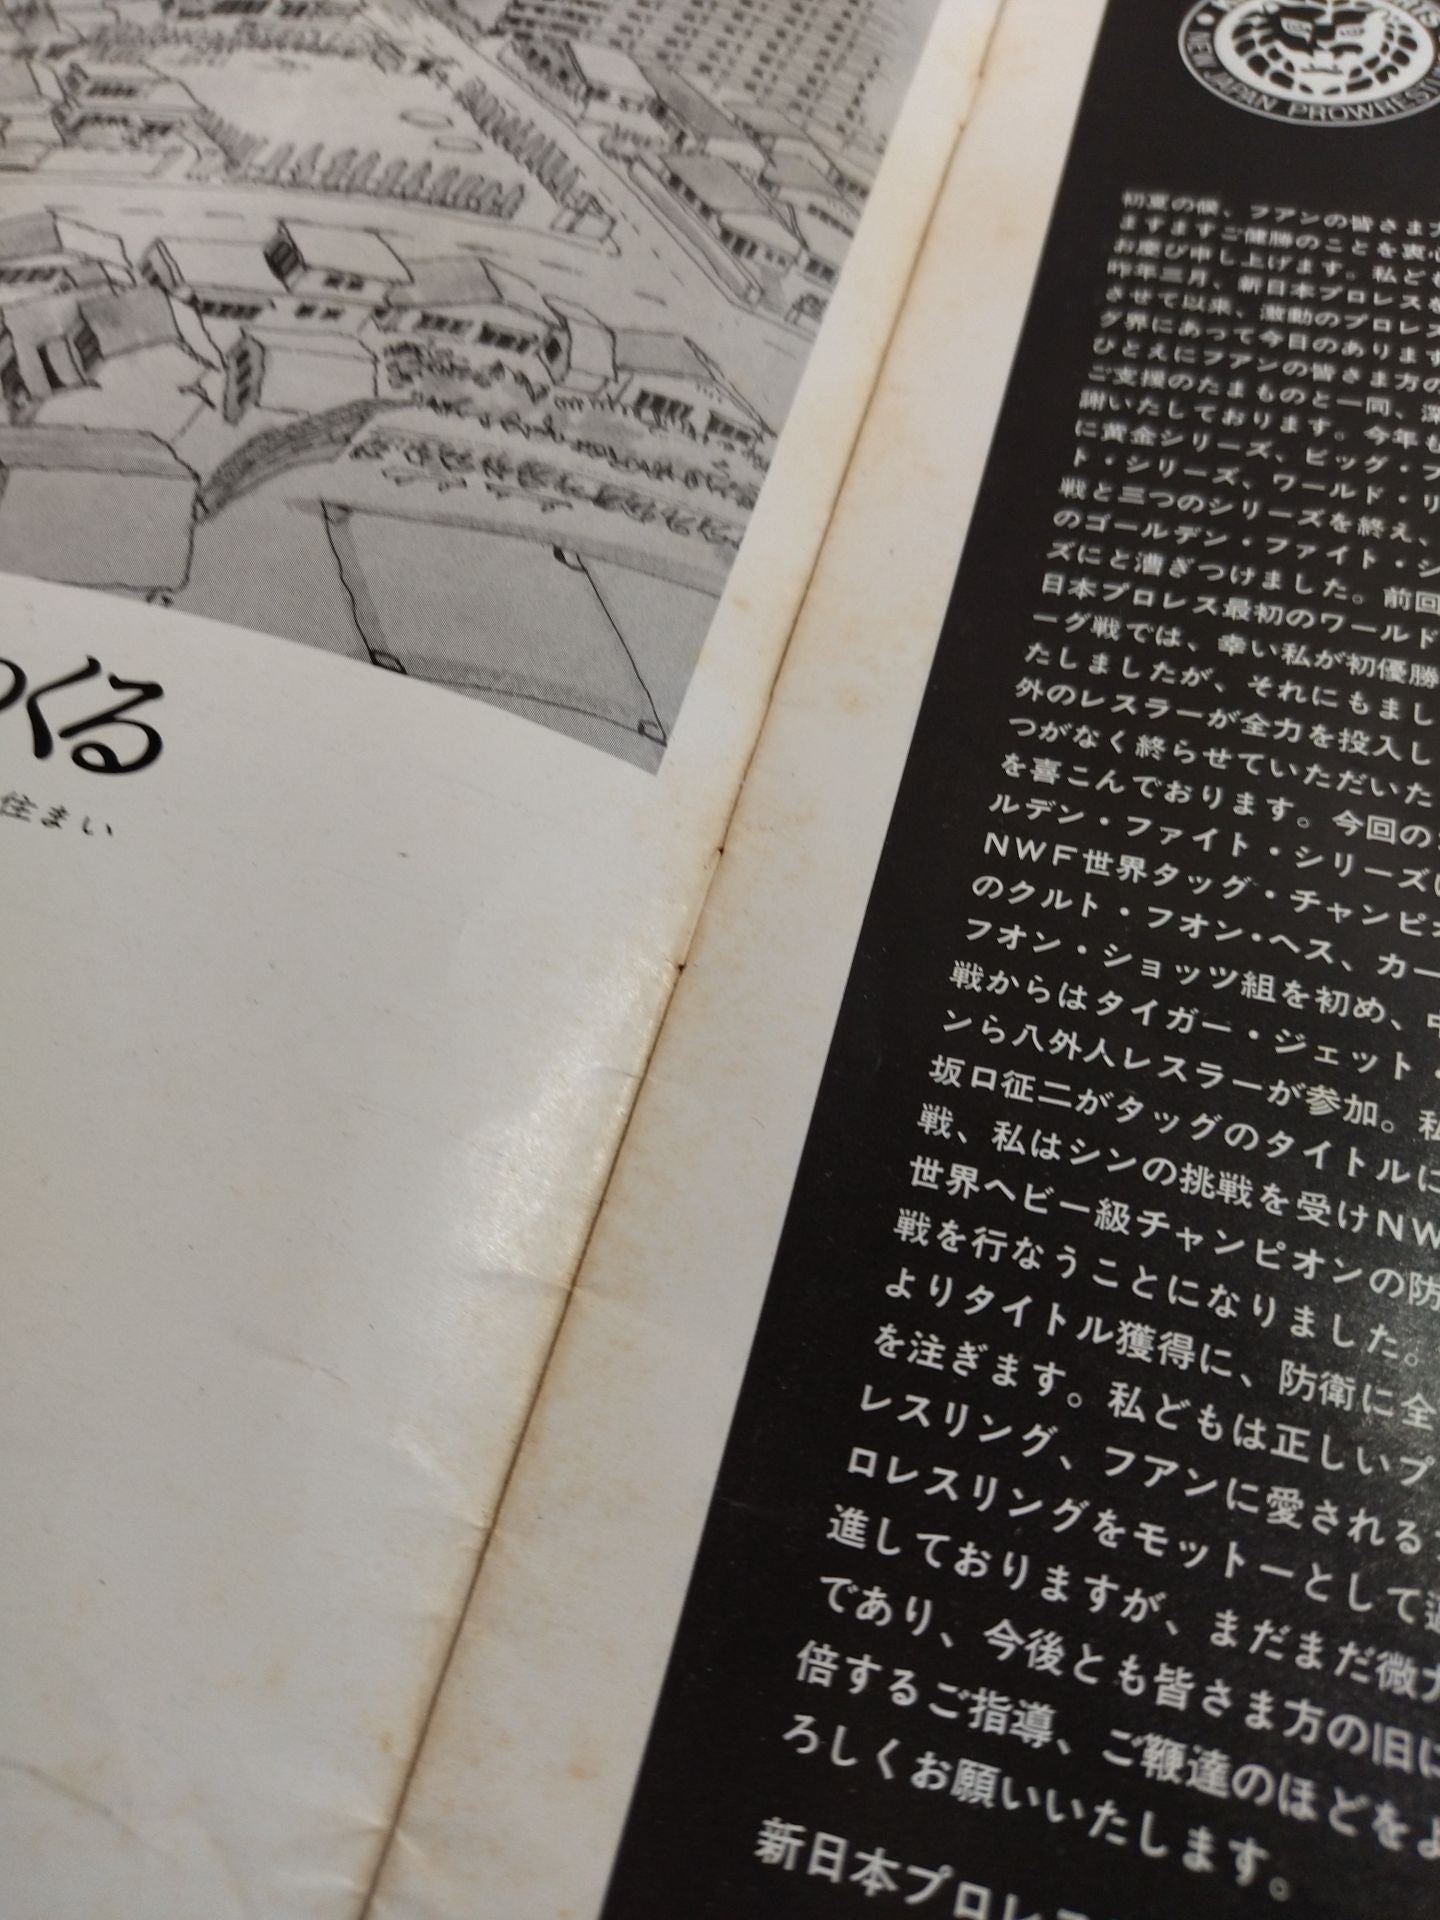 くる
住まい
NEW JAPAN PROWREST
初夏の候、フアンの皆さま方
ますますご健勝のことを衷心
お慶び申し上げます。私ども
昨年三月、新日本プロレスを
させて以来、激動のプロレス
グ界にあって今日のあります
ひとえにフアンの皆さま方の
ご支援のたまものと一同、深
謝いたしております。今年も
に黄金シリーズ、ビッグ・フ
ト・シリーズ、ワールド・リ
戦と三つのシリーズを終え、
のゴールデン・ファイト・シ
ズにと漕ぎつけました。前回
日本プロレス最初のワールド
ーグ戦では、幸い私が初優勝
たしましたが、それにもまし
外のレスラーが全力を投入し
つがなく終らせていただいた
を喜こんでおります。今回の
ルデン・ファイト・シリーズに
NWF世界タッグ・チャンピオ
のクルト・フオン・ヘス、カー
フオン・ショッツ組を初め、中
戦からはタイガー・ジェット・
ンら八外人レスラーが参加。私
坂口征二がタッグのタイトルに
戦、私はシンの挑戦を受けNW
世界ヘビー級チャンピオンの防
戦を行なうことになりました。
よりタイトル獲得に、防衛に全
を注ぎます。私どもは正しいプ
レスリング、フアンに愛される
ロレスリングをモットーとして
進しておりますが、まだまだ微力
であり、今後とも皆さま方の旧に
倍するご指導、ご鞭達のほどをよ
ろしくお願いいたします。
新日本プロレ